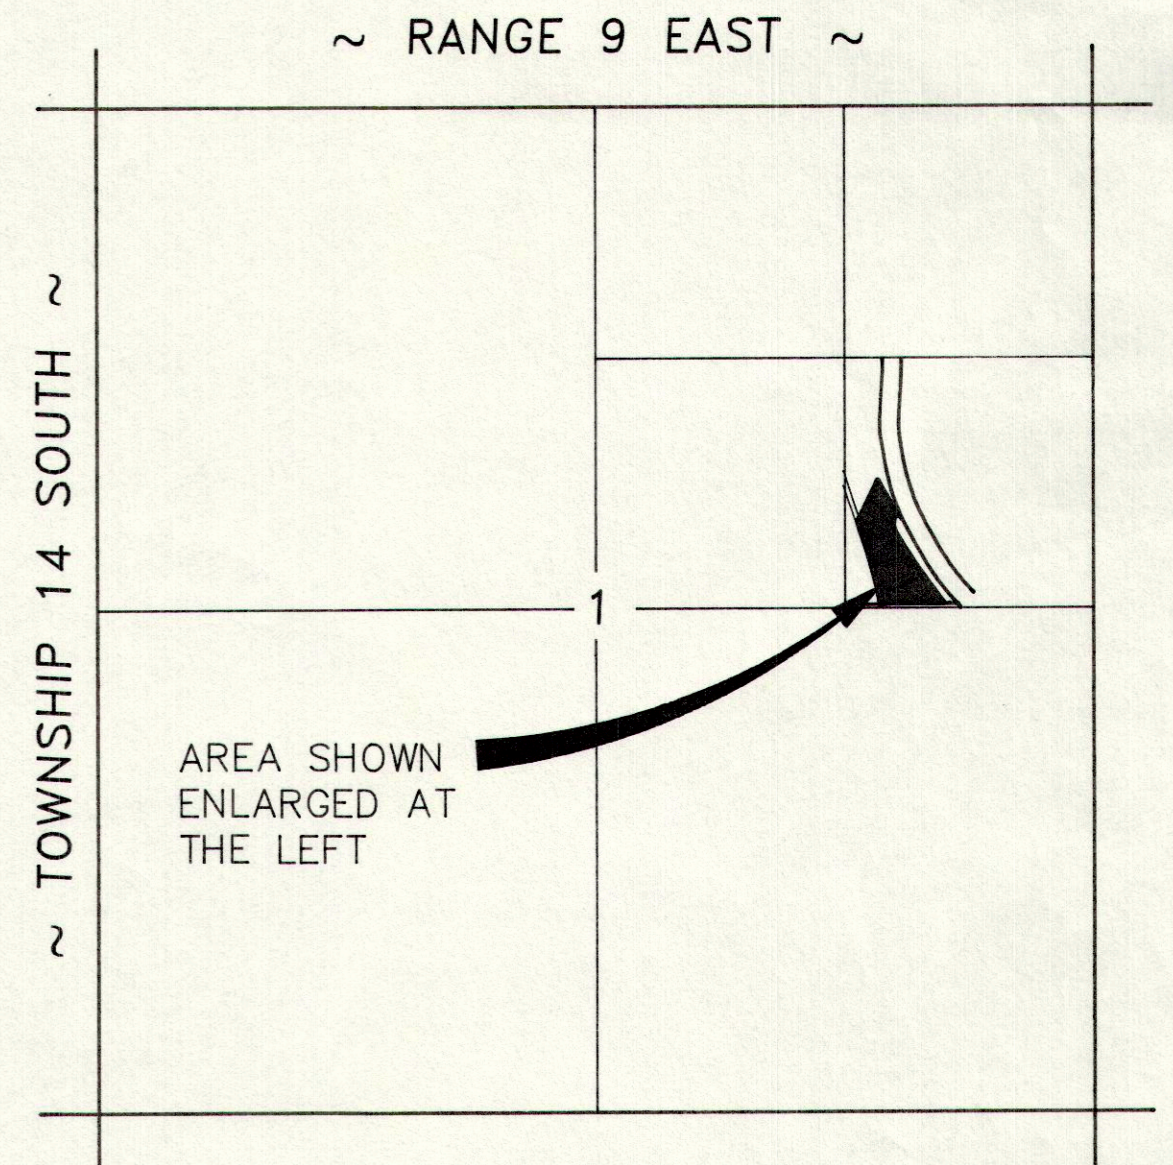 ~ RANGE 9 EAST ~
~ TOWNSHIP 14 SOUTH ~
1
AREA SHOWN
ENLARGED AT
THE LEFT